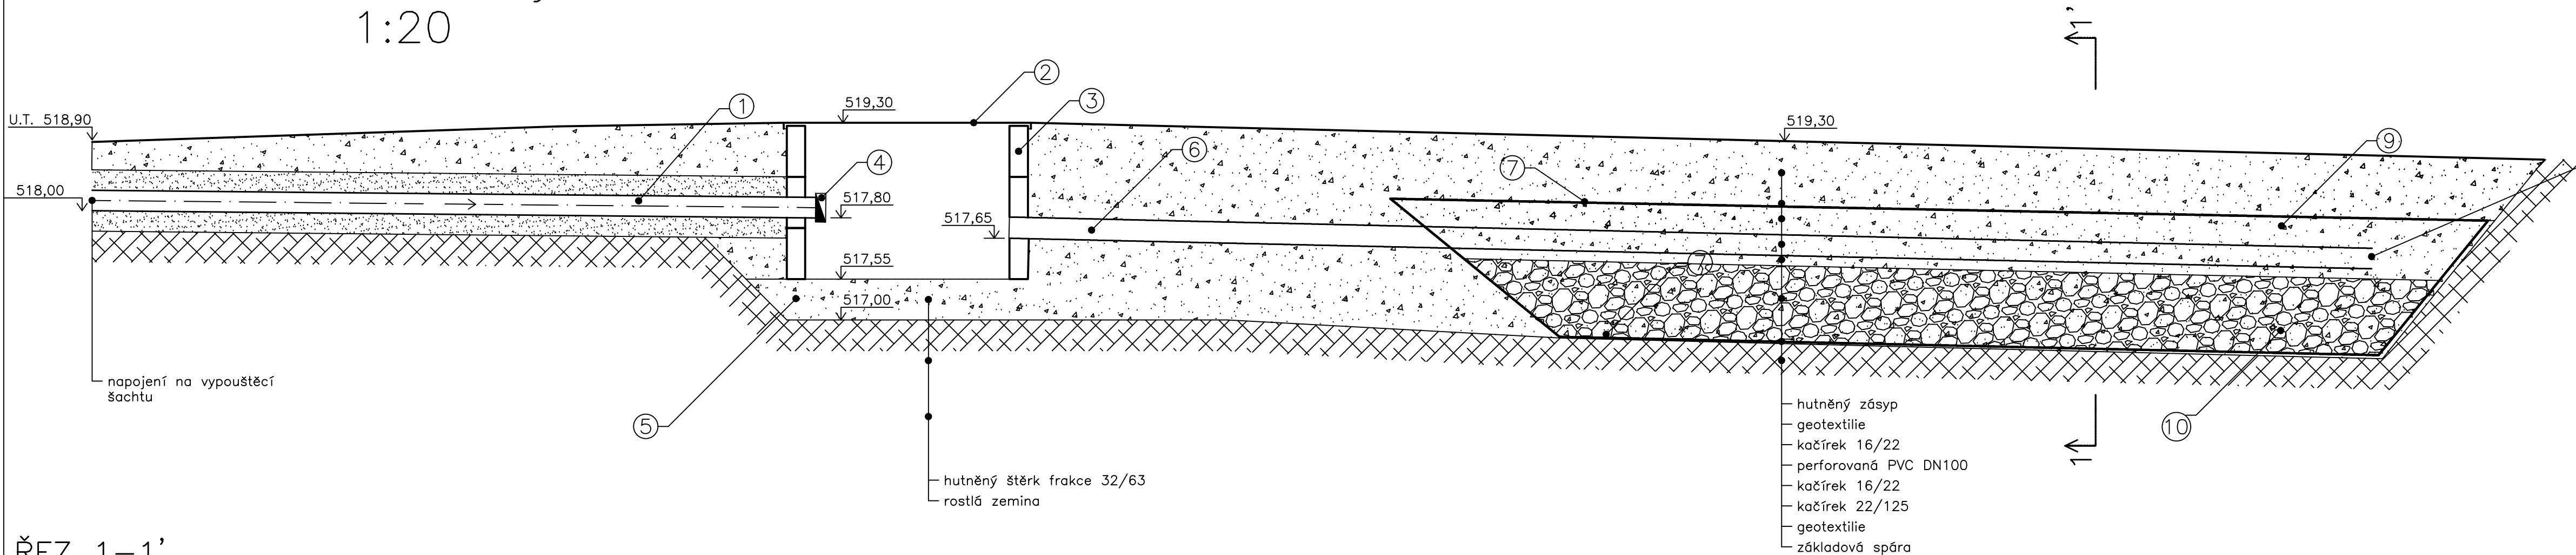 1:20
1'
2
1
3
519,30
U.T. 518,90
519,30
9
6
4
7
518,00
517,80
517,65
517,55
7
517,00
napojení na vypouštěcí
šachtu
5
10
hutněný zásyp
geotextilie
kačírek 16/22
perforovaná PVC DN100
kačírek 16/22
kačírek 22/125
geotextilie
základová spára
1
hutněný štěrk frakce 32/63
rostlá zemina
ŘEZ 1-1'